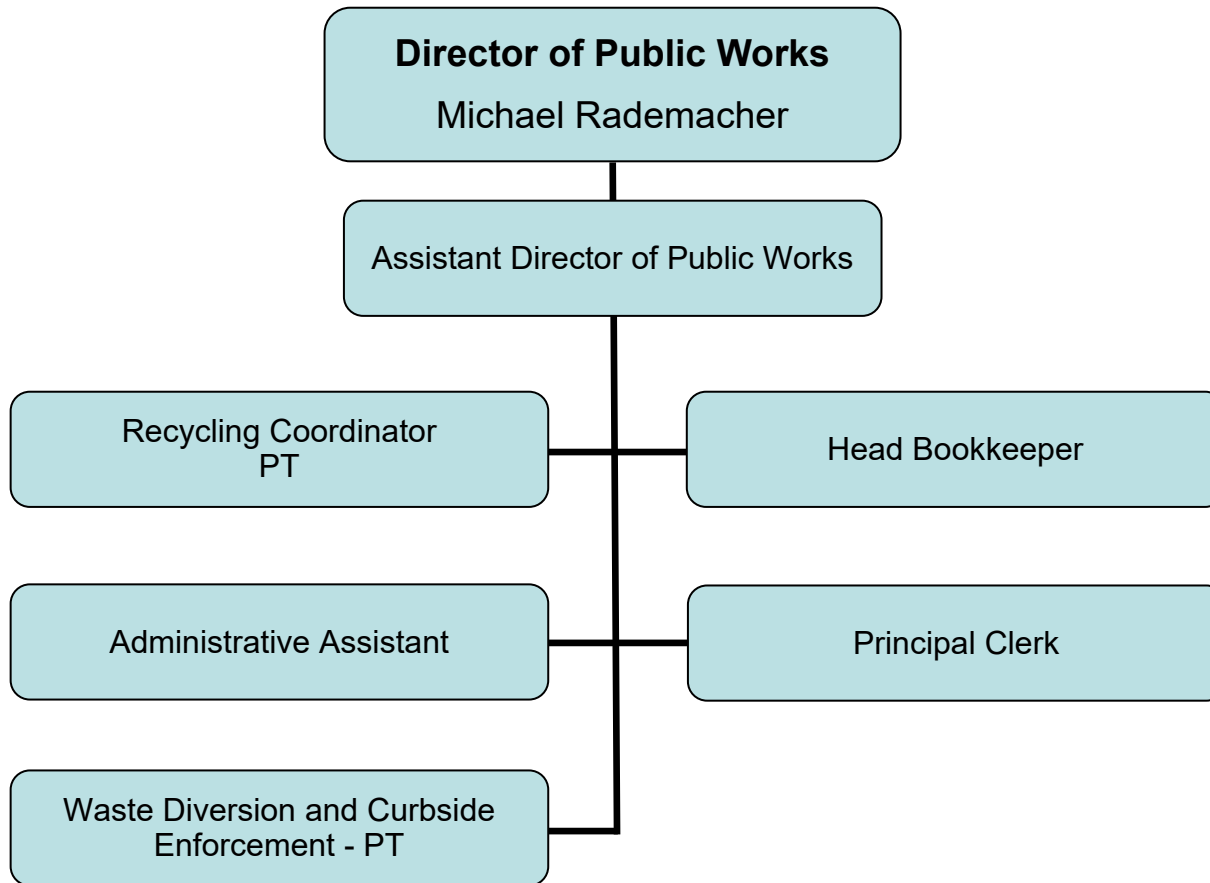 Director of Public Works
Michael Rademacher
Assistant Director of Public Works
Recycling Coordinator
PT
Head Bookkeeper
Administrative Assistant
Principal Clerk
Waste Diversion and Curbside
Enforcement - PT